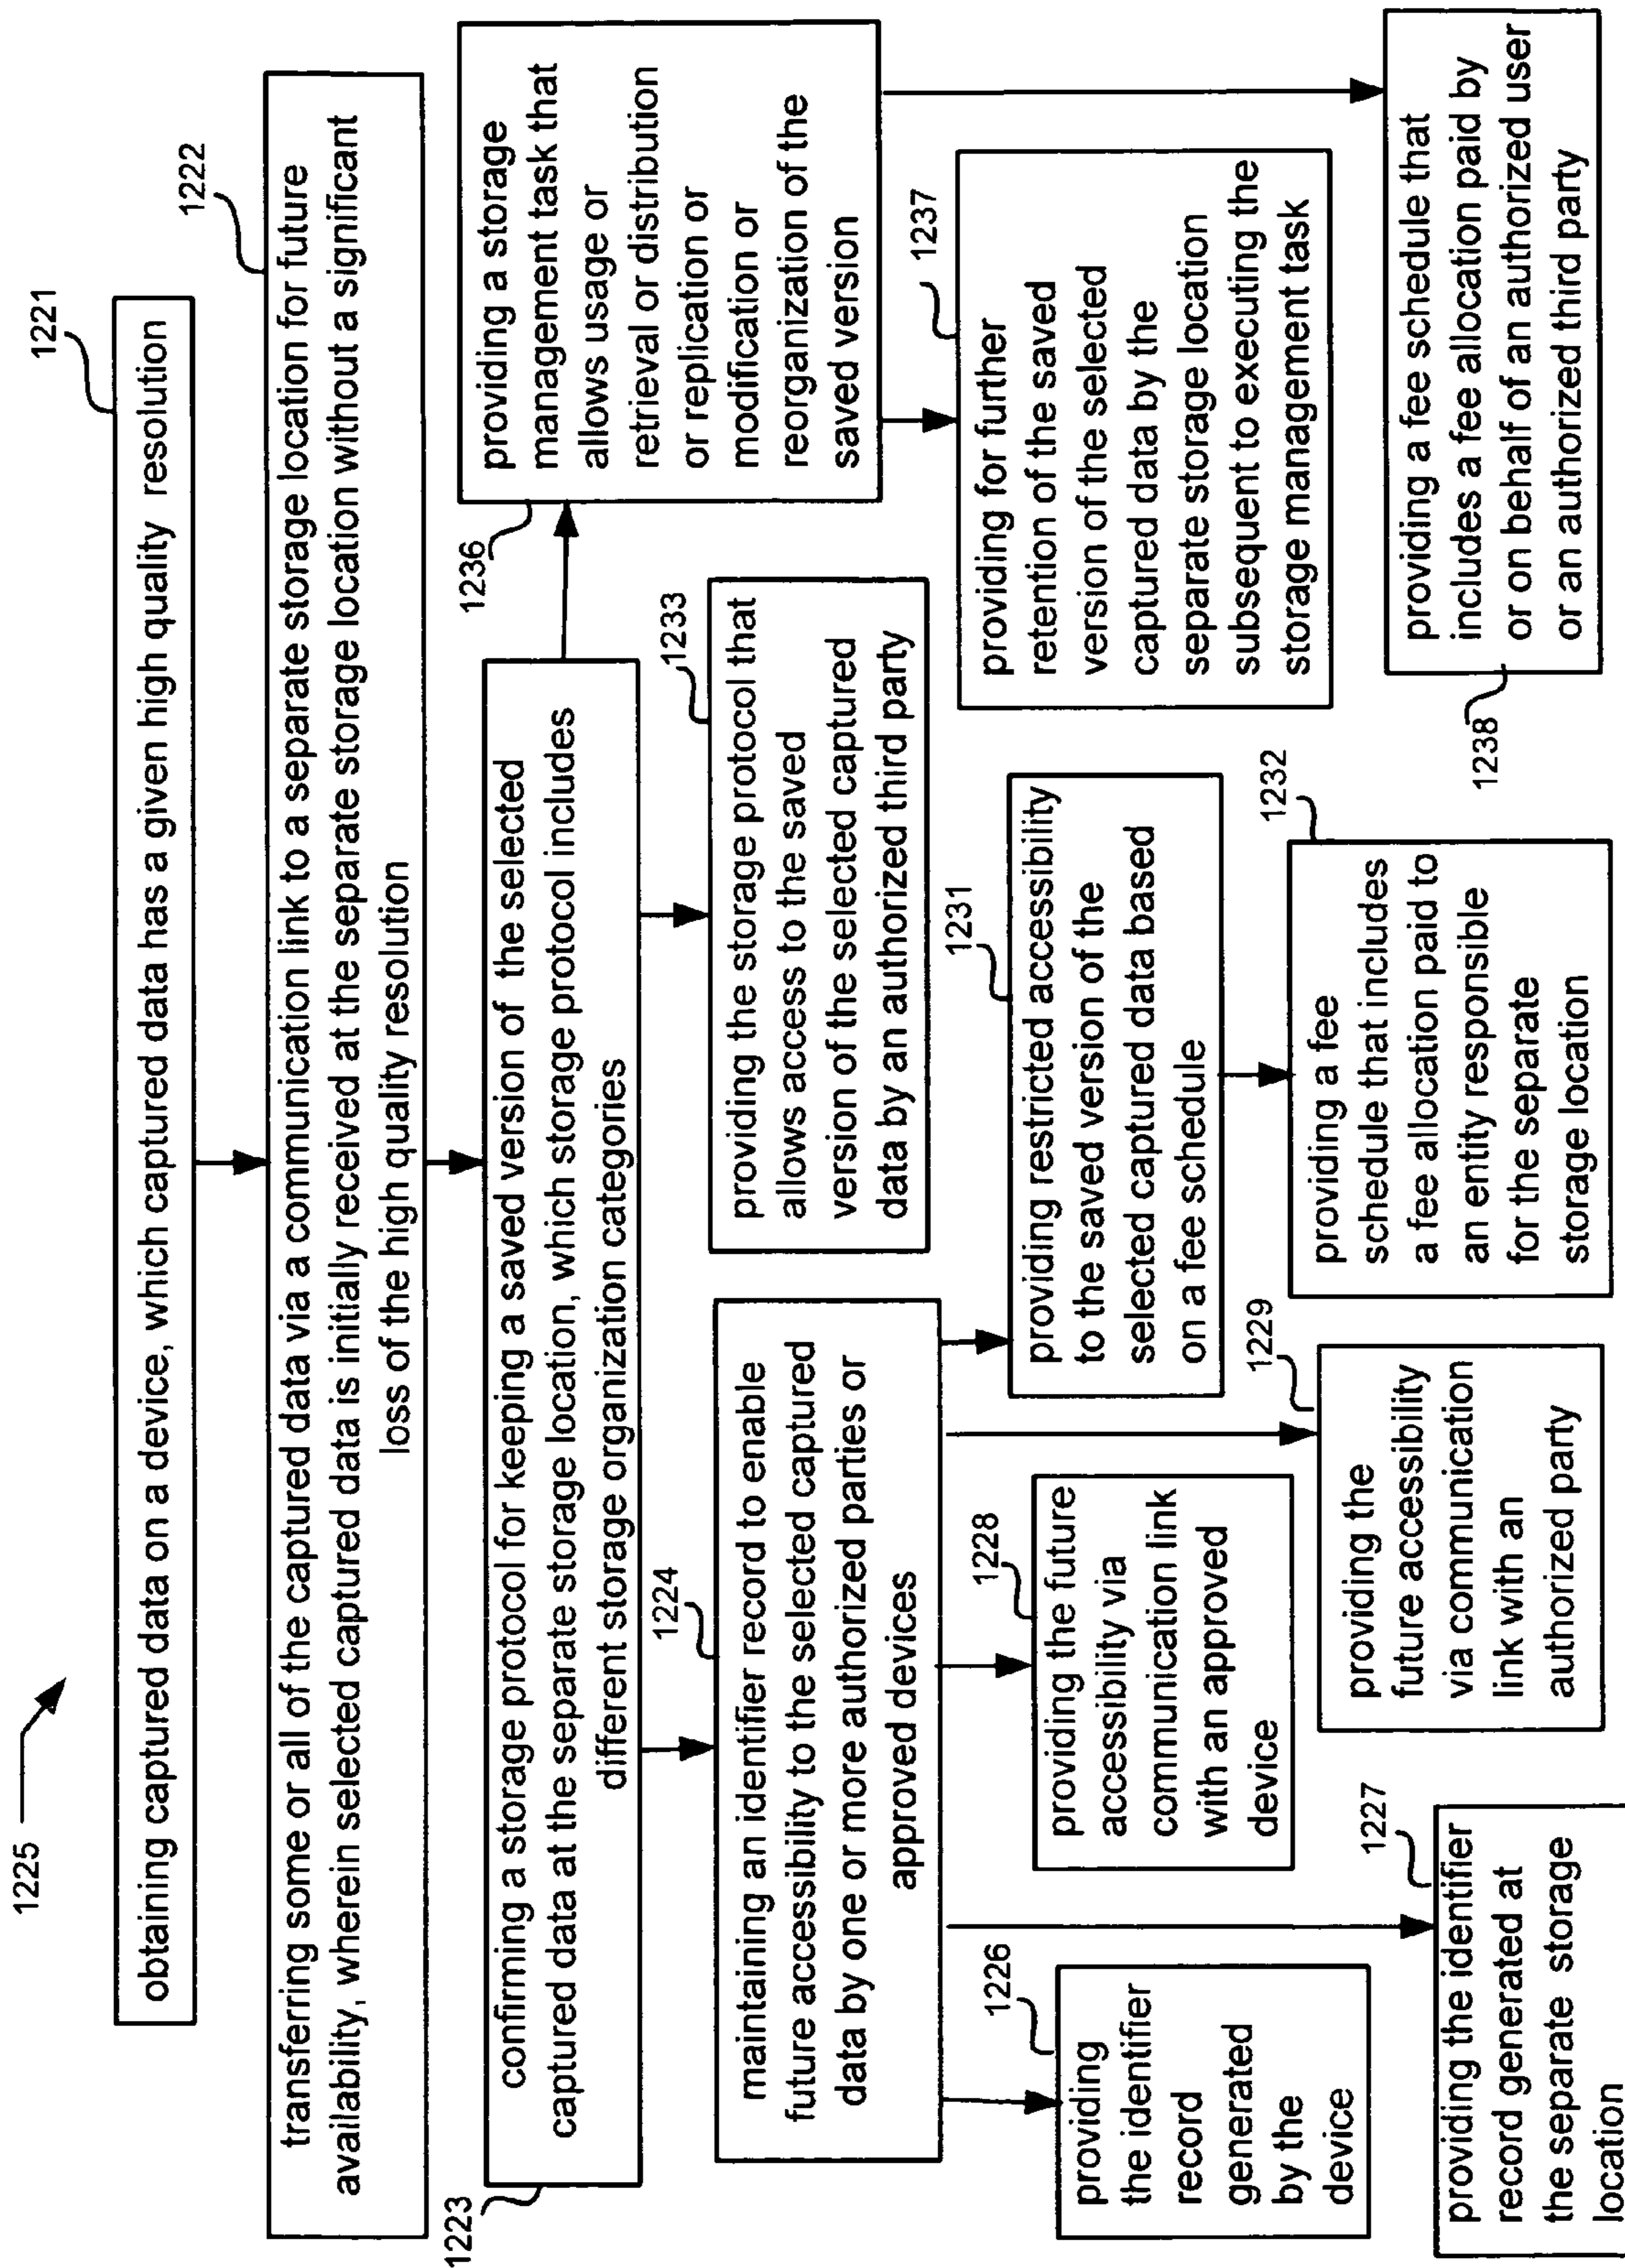 1225
1221
obtaining captured data on a device, which captured data has a given high quality resolution
1222
transferring some or all of the captured data via a communication link to a separate storage location for future
availability, wherein selected captured data is initially received at the separate storage location without a significant
loss of the high quality resolution
1223
confirming a storage protocol for keeping a saved version of the selected
captured data at the separate storage location, which storage protocol includes
different storage organization categories
1236
providing a storage
management task that
allows usage or
retrieval or distribution
or replication or
modification or
reorganization of the
saved version
1224
maintaining an identifier record to enable
future accessibility to the selected captured
data by one or more authorized parties or
approved devices
1233
providing the storage protocol that
allows access to the saved
version of the selected captured
data by an authorized third party
1237
providing for further
retention of the saved
version of the selected
captured data by the
separate storage location
subsequent to executing the
storage management task
1226
providing
the identifier
record
generated
by the
device
1228
providing the future
accessibility via
communication link
with an approved
device
1231
providing restricted accessibility
to the saved version of the
selected captured data based
on a fee schedule
1227
providing the identifier
record generated at
the separate storage
location
1229
providing the
future accessibility
via communication
link with an
authorized party
1232
providing a fee
schedule that includes
a fee allocation paid to
an entity responsible
for the separate
storage location
1238
providing a fee schedule that
includes a fee allocation paid by
or on behalf of an authorized user
or an authorized third party